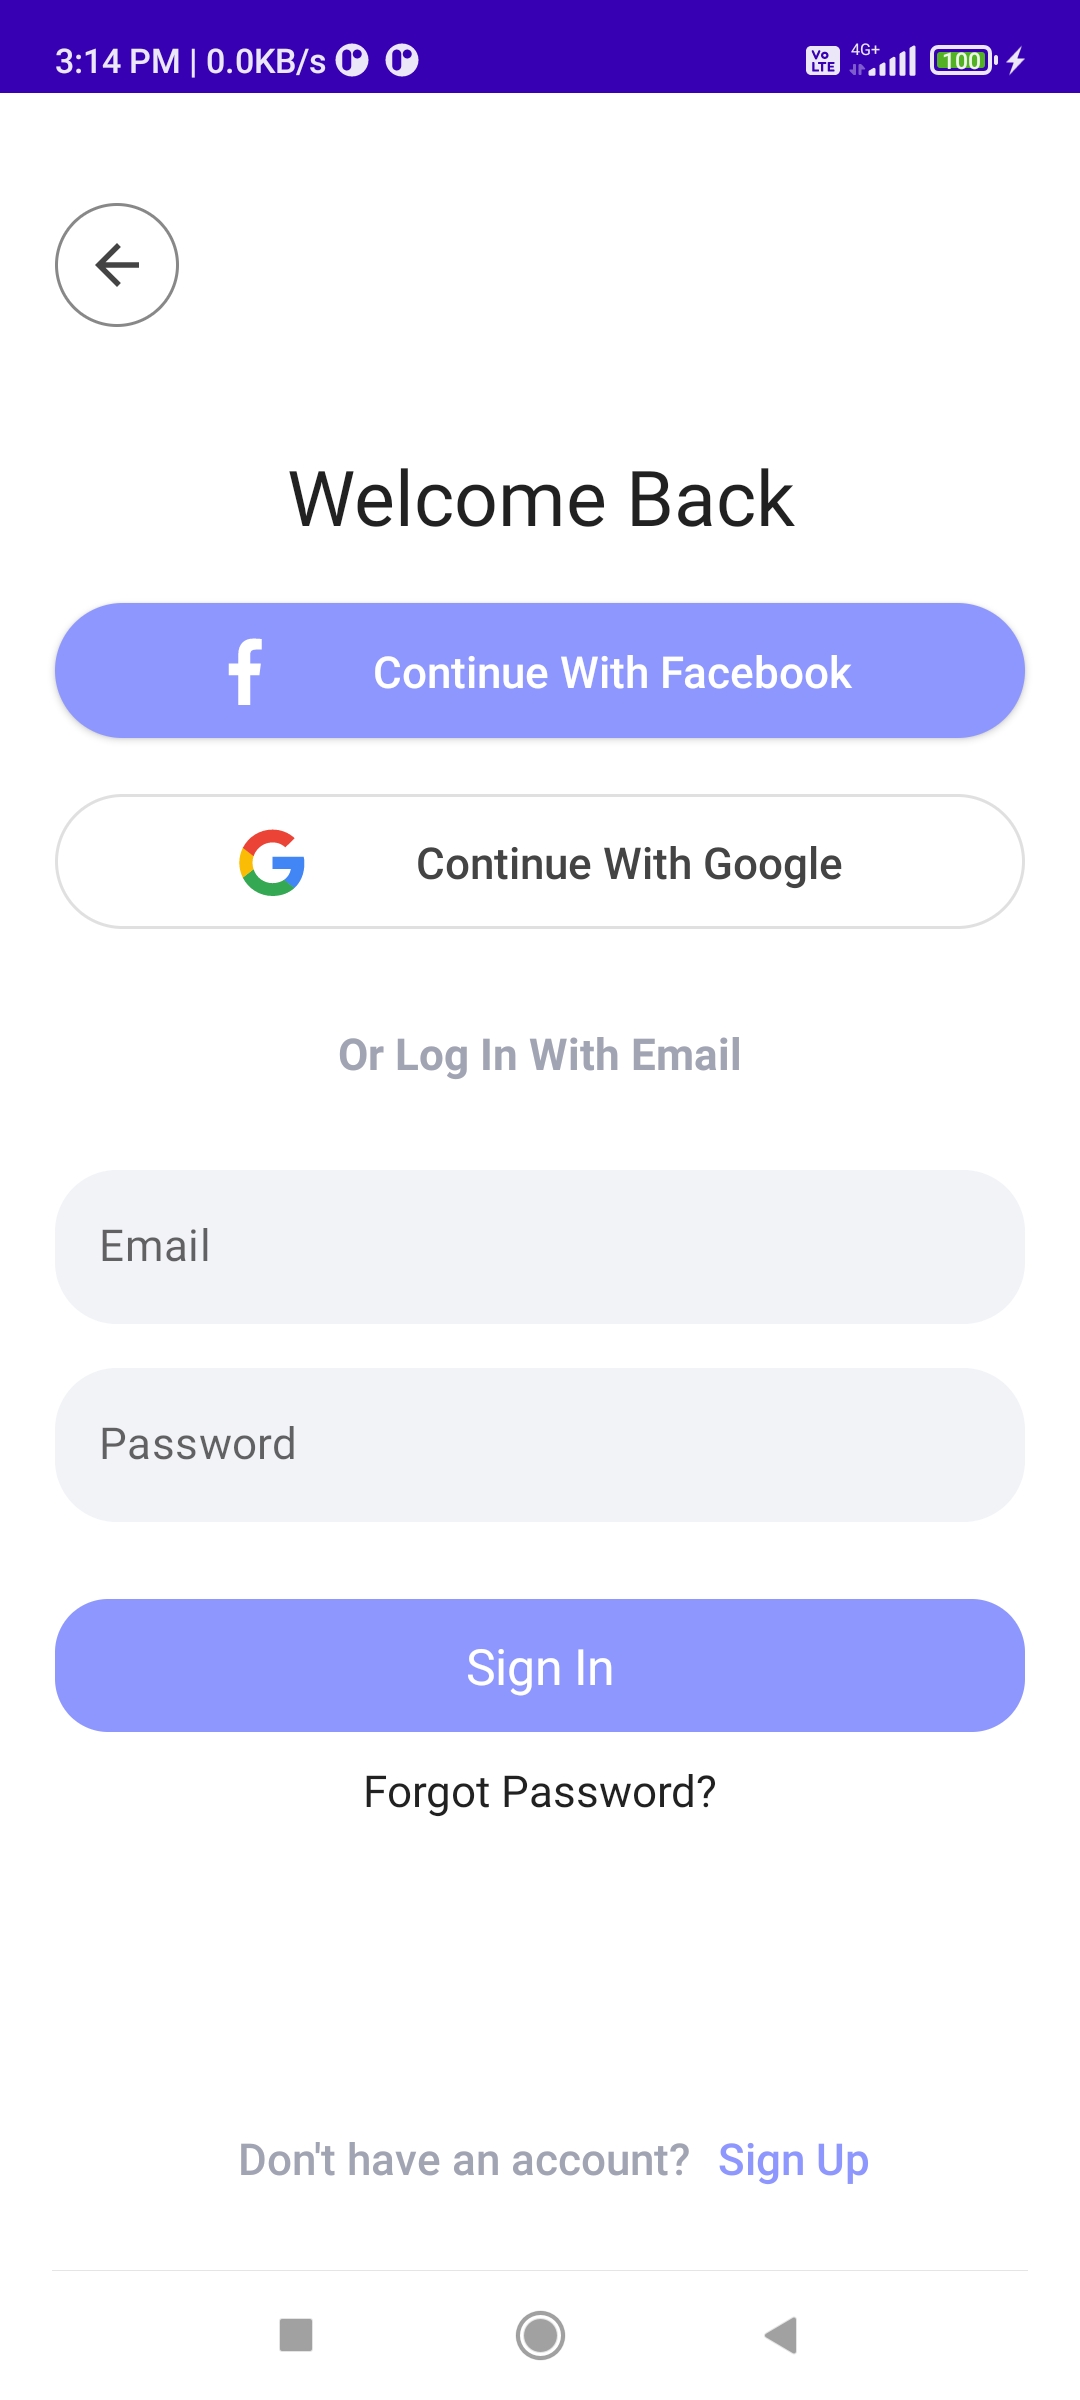 3:14 PM | 0.0KB/s
Vo LTE 4G+ 100
Welcome Back
Continue With Facebook
Continue With Google
Or Log In With Email
Email
Password
Sign In
Forgot Password?
Don't have an account? Sign Up